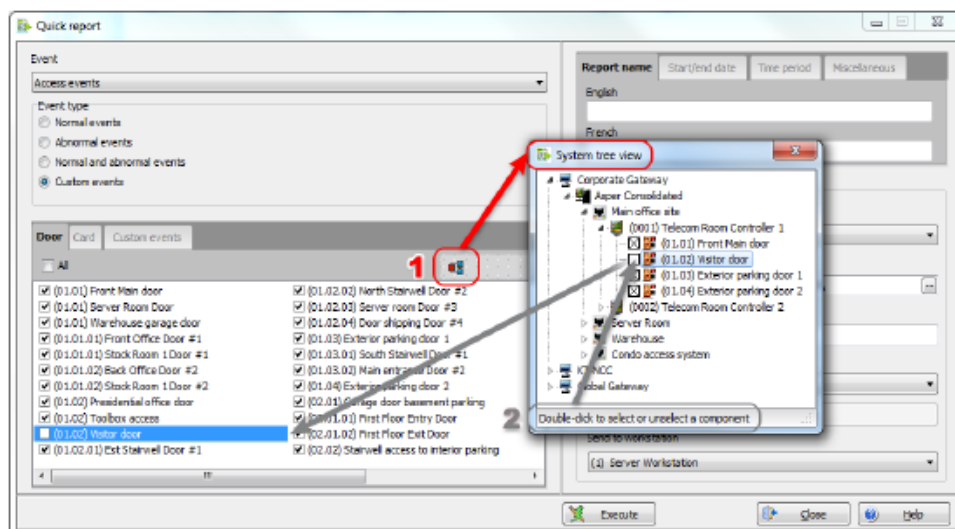 Quick report
Event
Access events
Event type
Normal events
Abnormal events
Normal and abnormal events
Custom events
Door Card Custom events
All
1
(01.01) Front Main door
(01.01) Server Room Door
(01.01) Warehouse garage door
(01.01.01) Front Office Door #1
(01.01.01) Stock Room 1 Door #1
(01.01.02) Back Office Door #2
(01.01.02) Stock Room 1 Door #2
(01.02) Presidential office door
(01.02) Toolbox access
(01.02) Visitor door
(01.02.01) Est Stairwell Door #1
(01.02.02) North Stairwell Door #2
(01.02.03) Server room Door #3
(01.02.04) Door shipping Door #4
(01.03) Exterior parking door 1
(01.03.01) South Stairwell Door #1
(01.03.02) Main entrance Door #2
(01.04) Exterior parking door 2
(02.01) Garage door basement parking
(02.01.01) First Floor Entry Door
(02.01.02) First Floor Exit Door
(02.02) Stairwell access to interior parking
Report name Start/end date Time period Miscellaneous
English
French
System tree view
Corporate Gateway
Asper Consolidated
Main office site
(0001) Telecom Room Controller 1
(01.01) Front Main door
(01.02) Visitor door
(01.03) Exterior parking door 1
(01.04) Exterior parking door 2
(0002) Telecom Room Controller 2
Server Room
Warehouse
Condo access system
Global Gateway
2
Double-click to select or unselect a component
Send to workstation
(1) Server Workstation
Execute
Close
Help